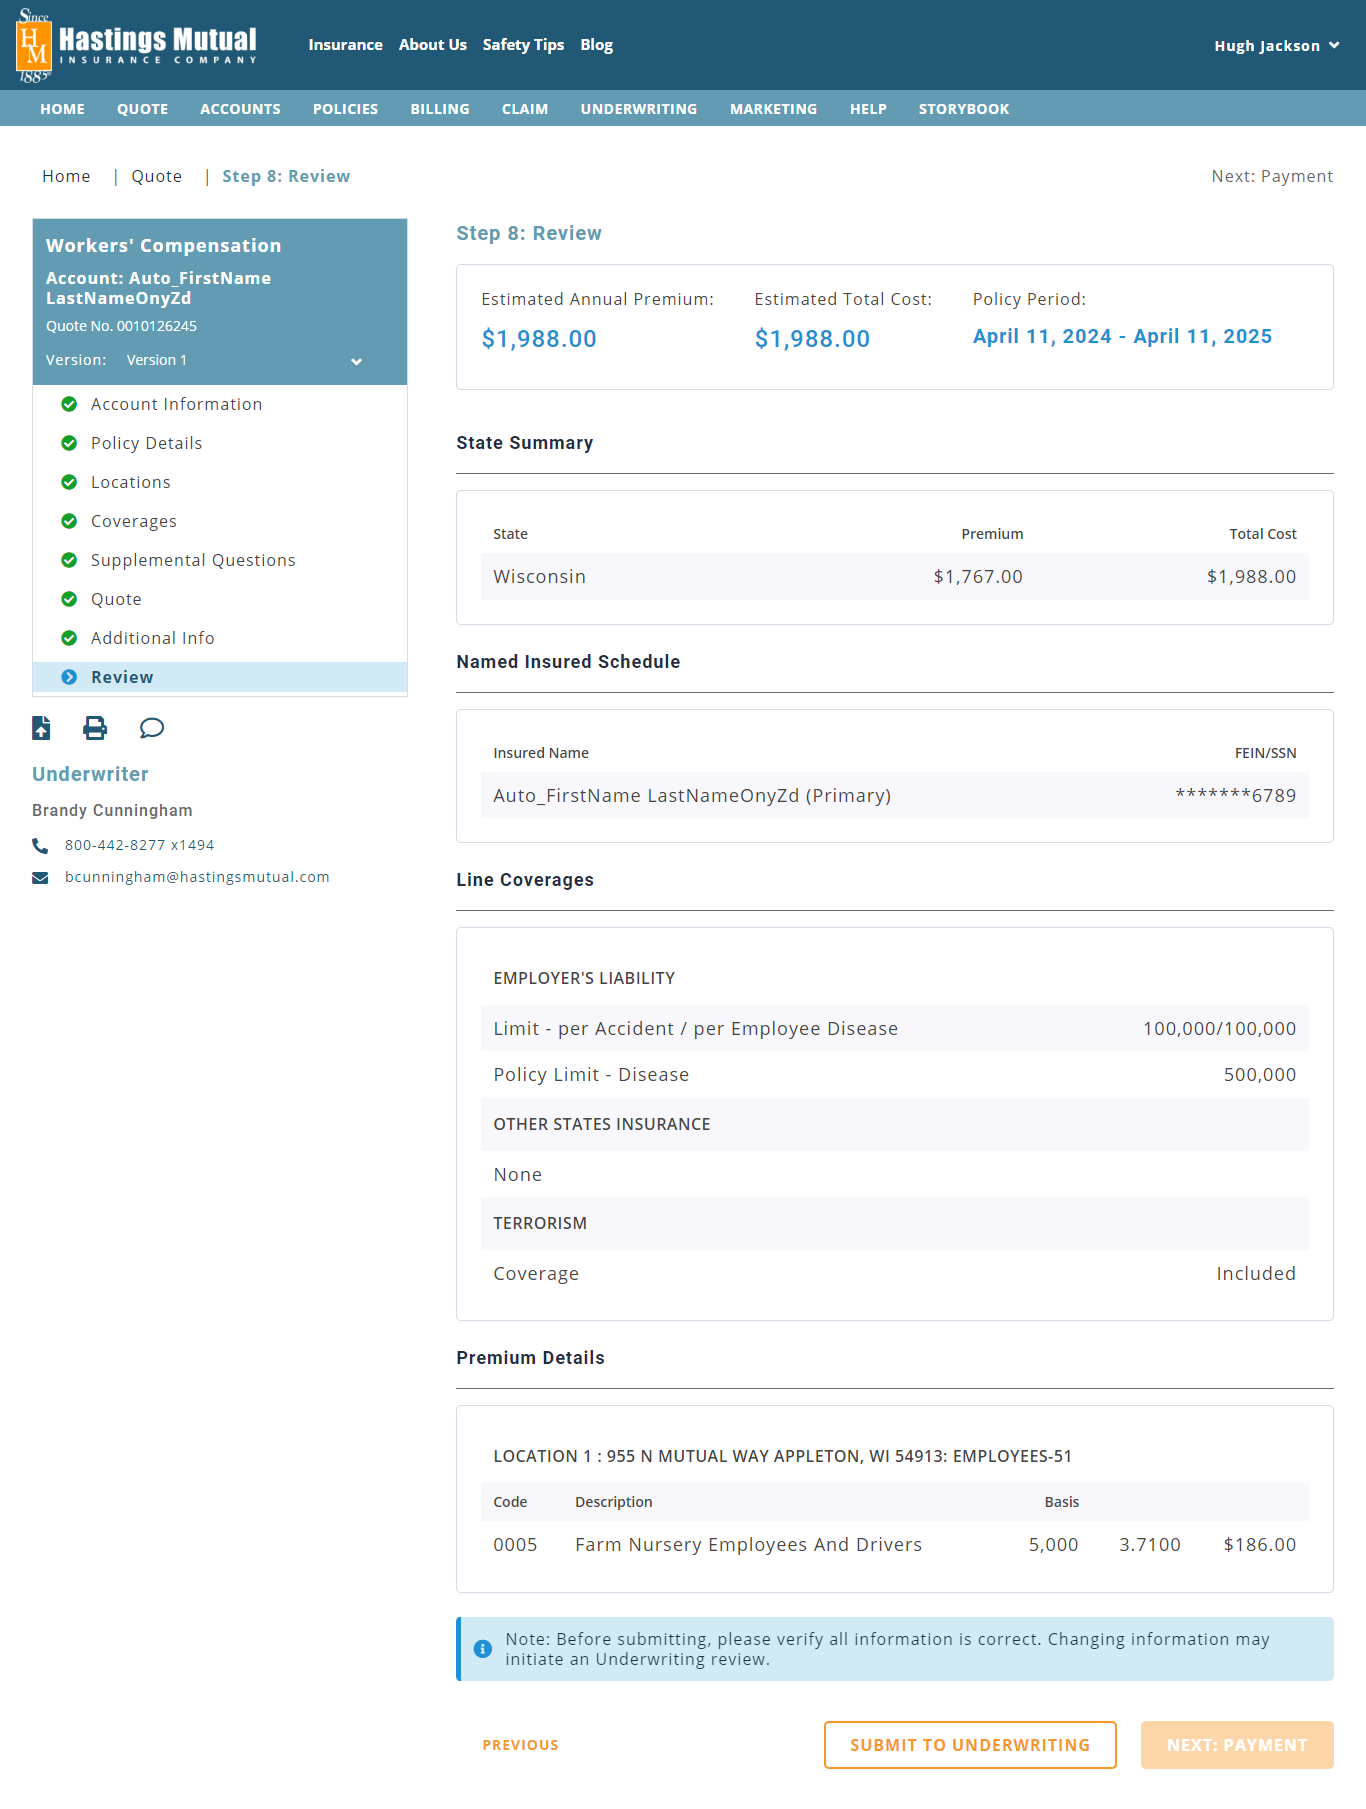 Since
HM
1885
Hastings Mutual
INSURANCE COMPANY
Insurance About Us Safety Tips Blog
Hugh Jackson
HOME QUOTE ACCOUNTS POLICIES BILLING CLAIM UNDERWRITING MARKETING HELP STORYBOOK
Home | Quote | Step 8: Review
Next: Payment
Workers' Compensation
Account: Auto_FirstName
LastNameOnyZd
Quote No. 0010126245
Version: Version 1
Account Information
Policy Details
Locations
Coverages
Supplemental Questions
Quote
Additional Info
Review
Underwriter
Brandy Cunningham
800-442-8277 x1494
bcunningham@hastingsmutual.com
Step 8: Review
Estimated Annual Premium: Estimated Total Cost: Policy Period:
$1,988.00 $1,988.00 April 11, 2024 - April 11, 2025
State Summary
State Premium Total Cost
Wisconsin $1,767.00 $1,988.00
Named Insured Schedule
Insured Name FEIN/SSN
Auto_FirstName LastNameOnyZd (Primary) *******6789
Line Coverages
EMPLOYER'S LIABILITY
Limit - per Accident / per Employee Disease 100,000/100,000
Policy Limit - Disease 500,000
OTHER STATES INSURANCE
None
TERRORISM
Coverage Included
Premium Details
LOCATION 1 : 955 N MUTUAL WAY APPLETON, WI 54913: EMPLOYEES-51
Code Description Basis
0005 Farm Nursery Employees And Drivers 5,000 3.7100 $186.00
Note: Before submitting, please verify all information is correct. Changing information may
initiate an Underwriting review.
PREVIOUS SUBMIT TO UNDERWRITING NEXT: PAYMENT